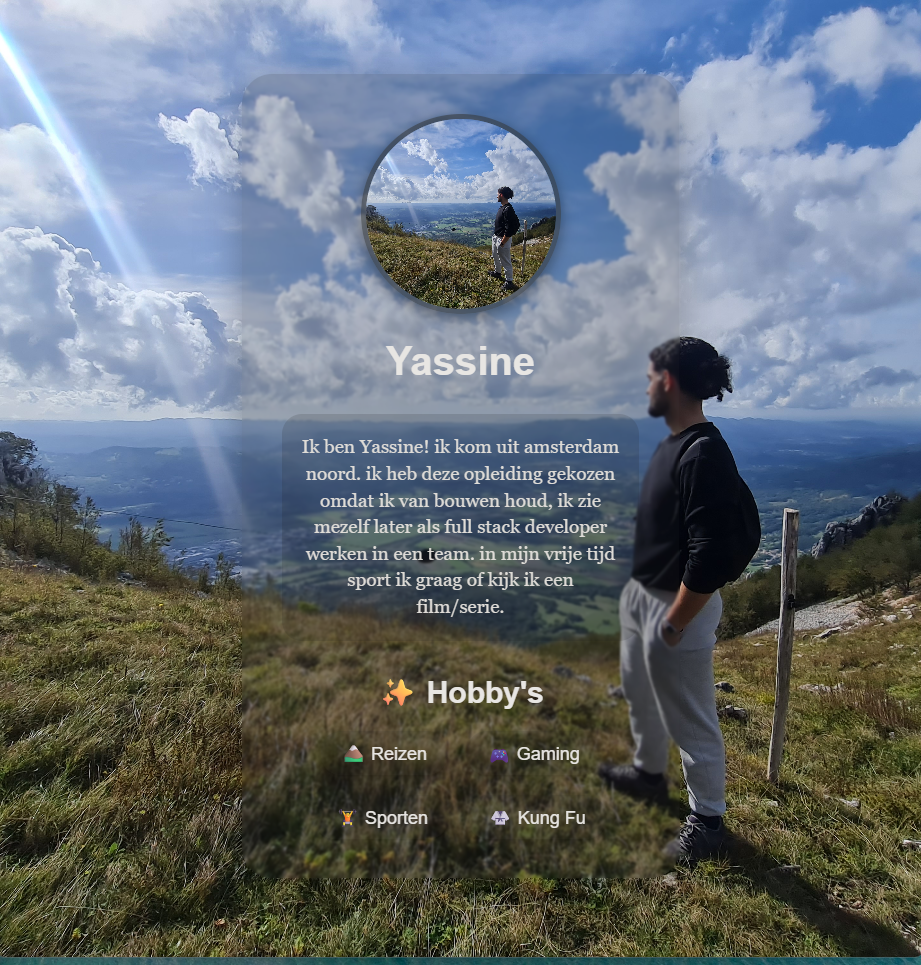 Yassine
Ik ben Yassine! ik kom uit amsterdam
noord. ik heb deze opleiding gekozen
omdat ik van bouwen houd, ik zie
mezelf later als full stack developer
werken in een team. in mijn vrije tijd
sport ik graag of kijk ik een
film/serie.
✨ Hobby's
Reizen Gaming
Sporten Kung Fu